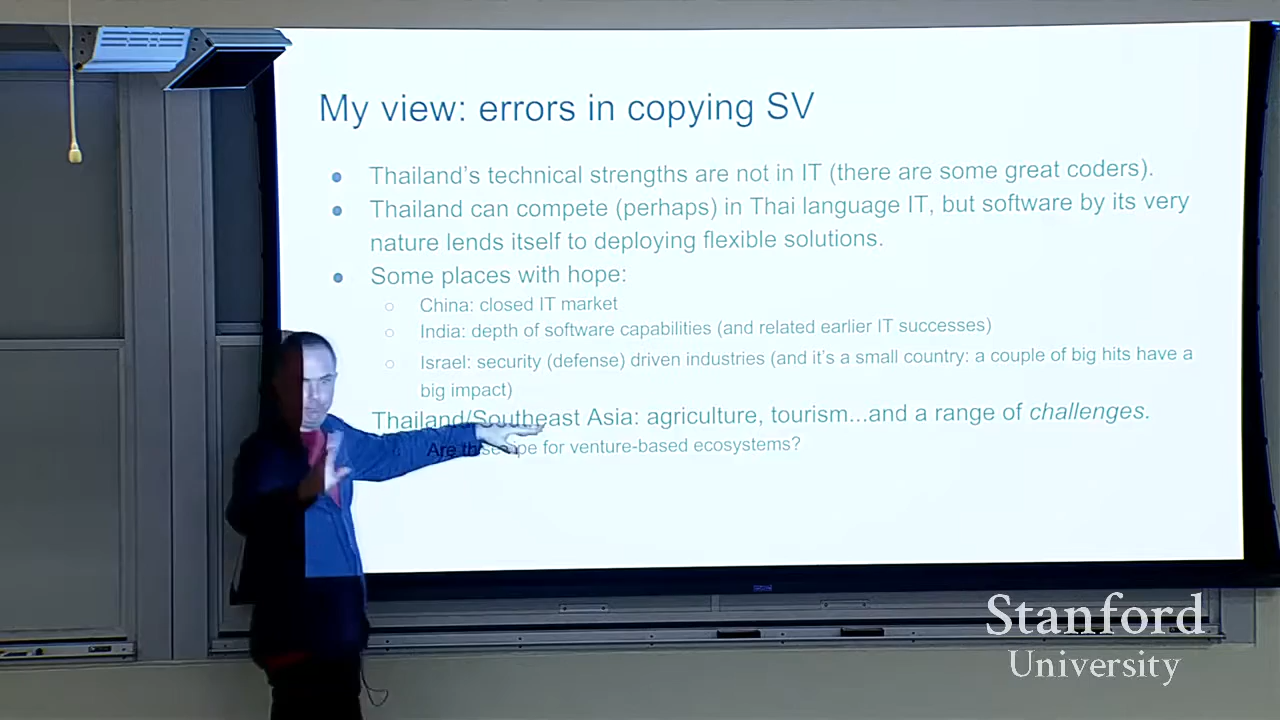 My view: errors in copying SV
● Thailand's technical strengths are not in IT (there are some great coders).
● Thailand can compete (perhaps) in Thai language IT, but software by its very
nature lends itself to deploying flexible solutions.
● Some places with hope:
○ China: closed IT market
○ India: depth of software capabilities (and related earlier IT successes)
○ Israel: security (defense) driven industries (and it's a small country: a couple of big hits have a
big impact)
Thailand/Southeast Asia: agriculture, tourism...and a range of challenges.
Are for venture-based ecosystems?
Stanford
University